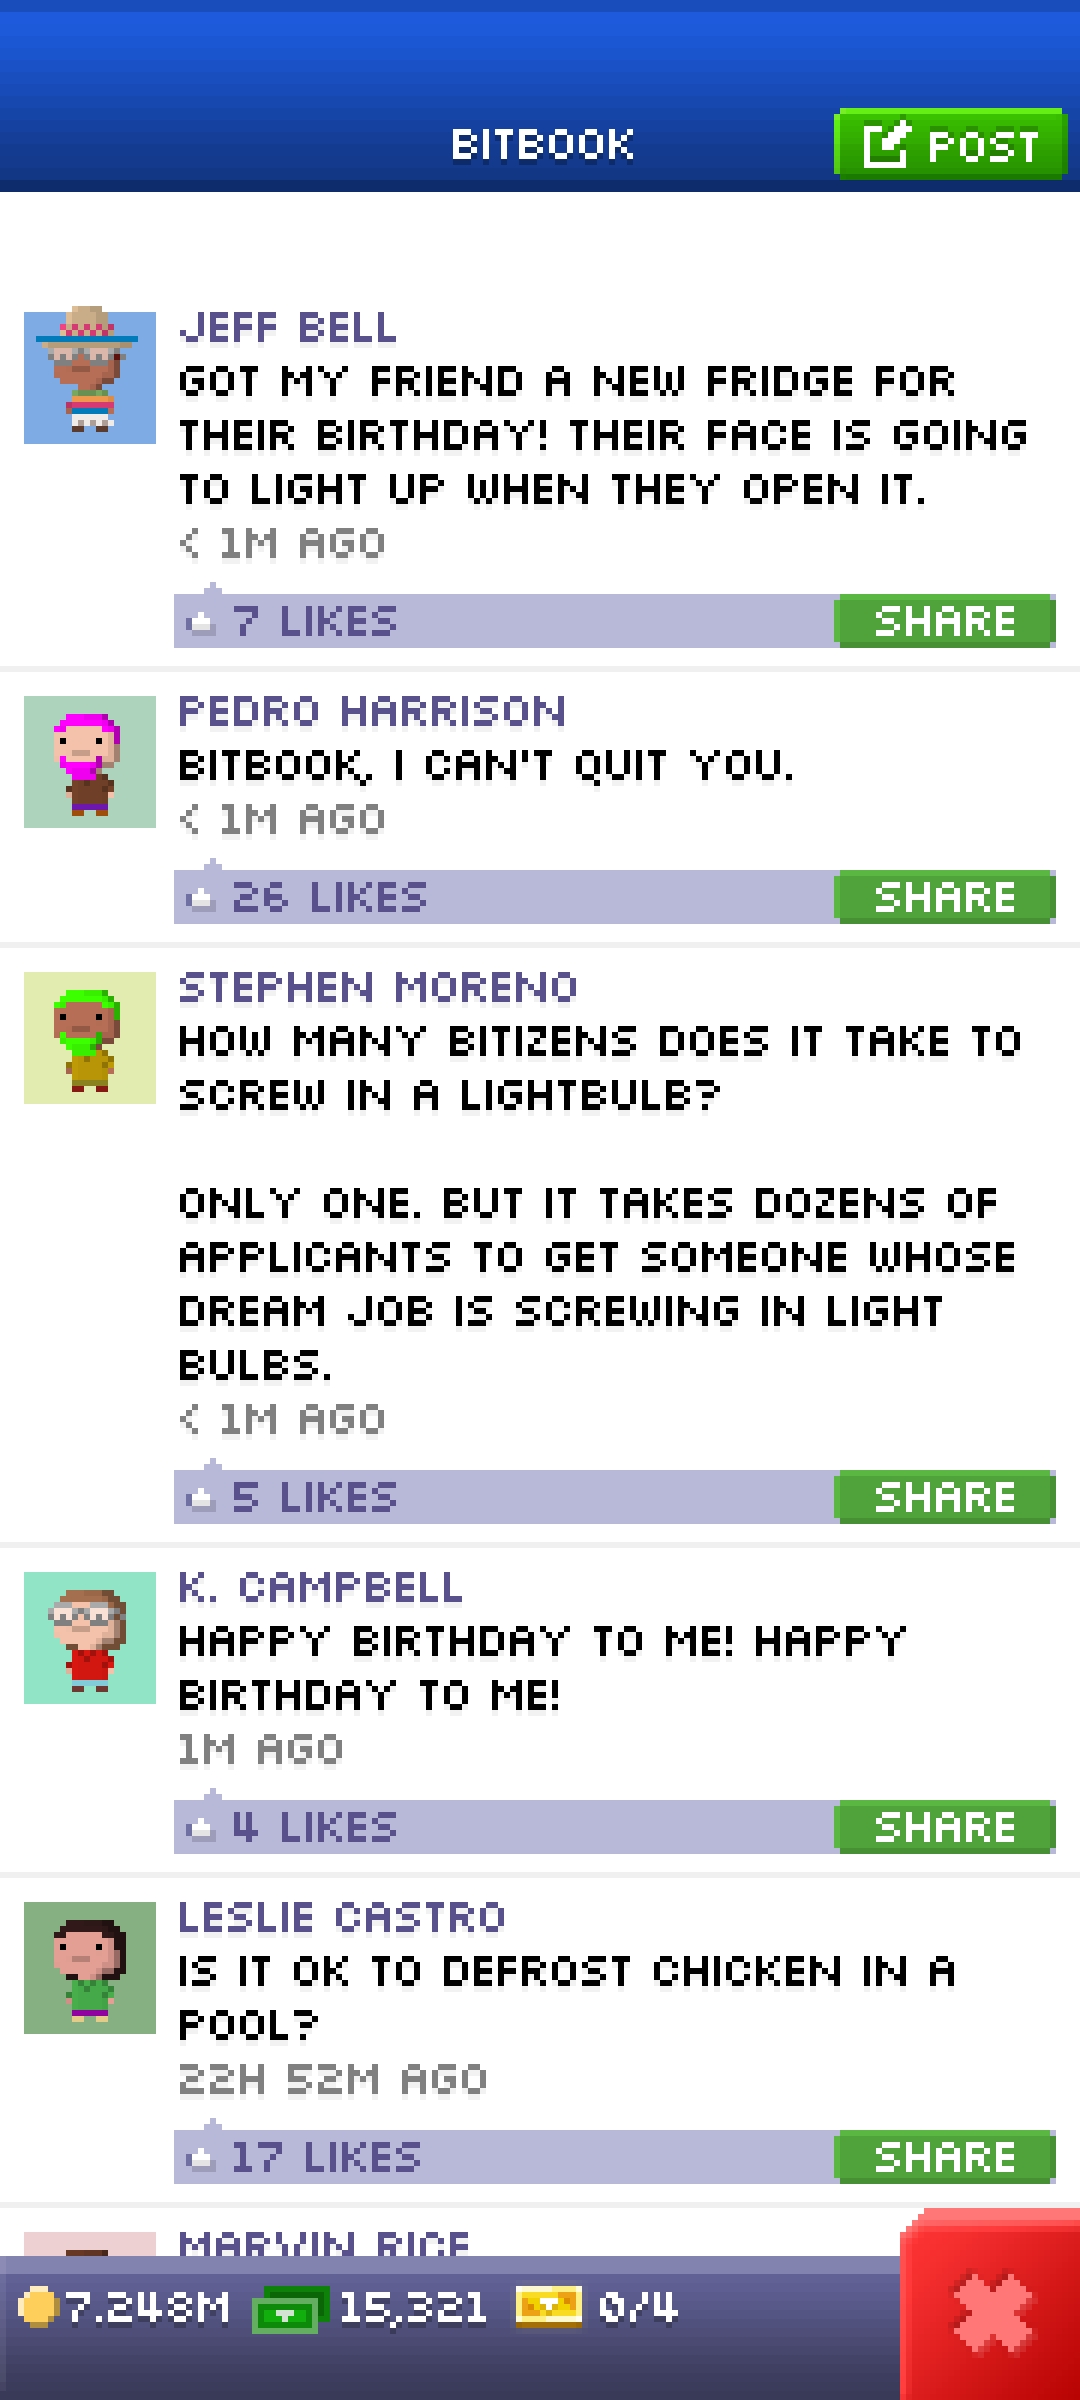 BITBOOK
POST
JEFF BELL
GOT MY FRIEND A NEW FRIDGE FOR
THEIR BIRTHDAY! THEIR FACE IS GOING
TO LIGHT UP WHEN THEY OPEN IT.
< 1M AGO
7 LIKES
SHARE
PEDRO HARRISON
BITBOOK, I CAN'T QUIT YOU.
< 1M AGO
26 LIKES
SHARE
STEPHEN MORENO
HOW MANY BITIZENS DOES IT TAKE TO
SCREW IN A LIGHTBULB?
ONLY ONE. BUT IT TAKES DOZENS OF
APPLICANTS TO GET SOMEONE WHOSE
DREAM JOB IS SCREWING IN LIGHT
BULBS.
< 1M AGO
5 LIKES
SHARE
K. CAMPBELL
HAPPY BIRTHDAY TO ME! HAPPY
BIRTHDAY TO ME!
1M AGO
4 LIKES
SHARE
LESLIE CASTRO
IS IT OK TO DEFROST CHICKEN IN A
POOL?
22H 52M AGO
17 LIKES
SHARE
MARVIN RICE
7.248M 15,321 0/4